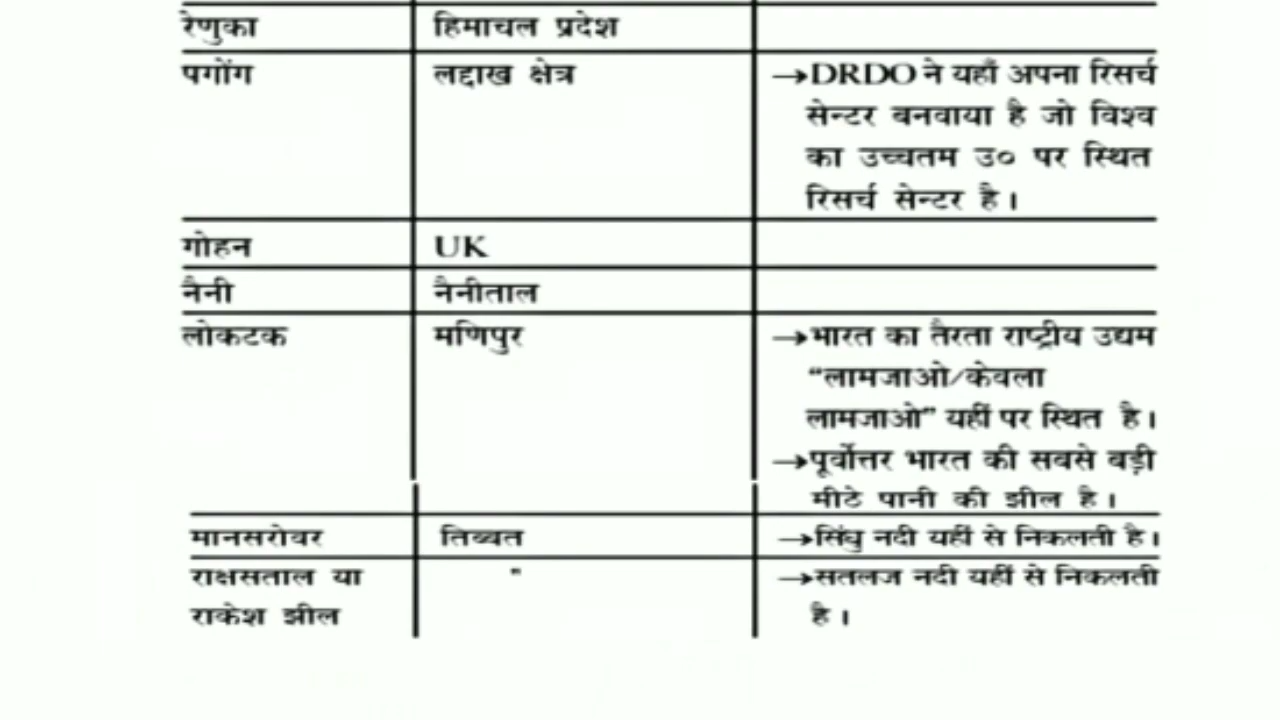 रेणुका हिमाचल प्रदेश
पगोंग लद्दाख क्षेत्र →DRDO ने यहाँ अपना रिसर्च
सेन्टर बनवाया है जो विश्व
का उच्चतम उ० पर स्थित
रिसर्च सेन्टर है।
गोहन UK
नैनी नैनीताल
लोकटक मणिपुर →भारत का तैरता राष्ट्रीय उद्यम
“लामजाओ/केवला
लामजाओ” यहीं पर स्थित है।
→पूर्वोत्तर भारत की सबसे बड़ी
मीटे पानी की झील है।
मानसरोवर तिब्बत →सिंधु नदी यहीं से निकलती है।
राक्षसताल या " →सतलज नदी यहीं से निकलती
राकेश झील है।